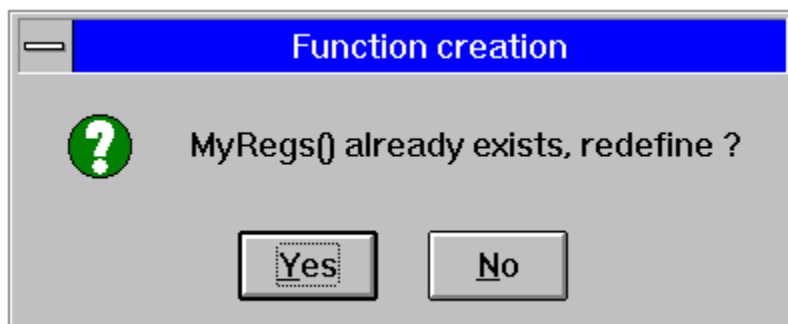 Function creation
MyRegs() already exists, redefine ?
Yes
No